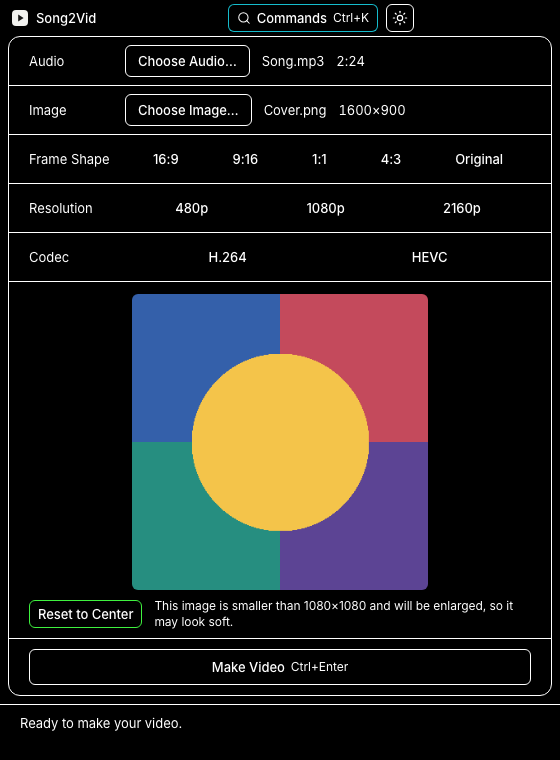 Song2Vid
Commands Ctrl+K
Audio Choose Audio... Song.mp3 2:24
Image Choose Image... Cover.png 1600×900
Frame Shape 16:9 9:16 1:1 4:3 Original
Resolution 480p 1080p 2160p
Codec H.264 HEVC
Reset to Center
This image is smaller than 1080×1080 and will be enlarged, so it
may look soft.
Make Video Ctrl+Enter
Ready to make your video.